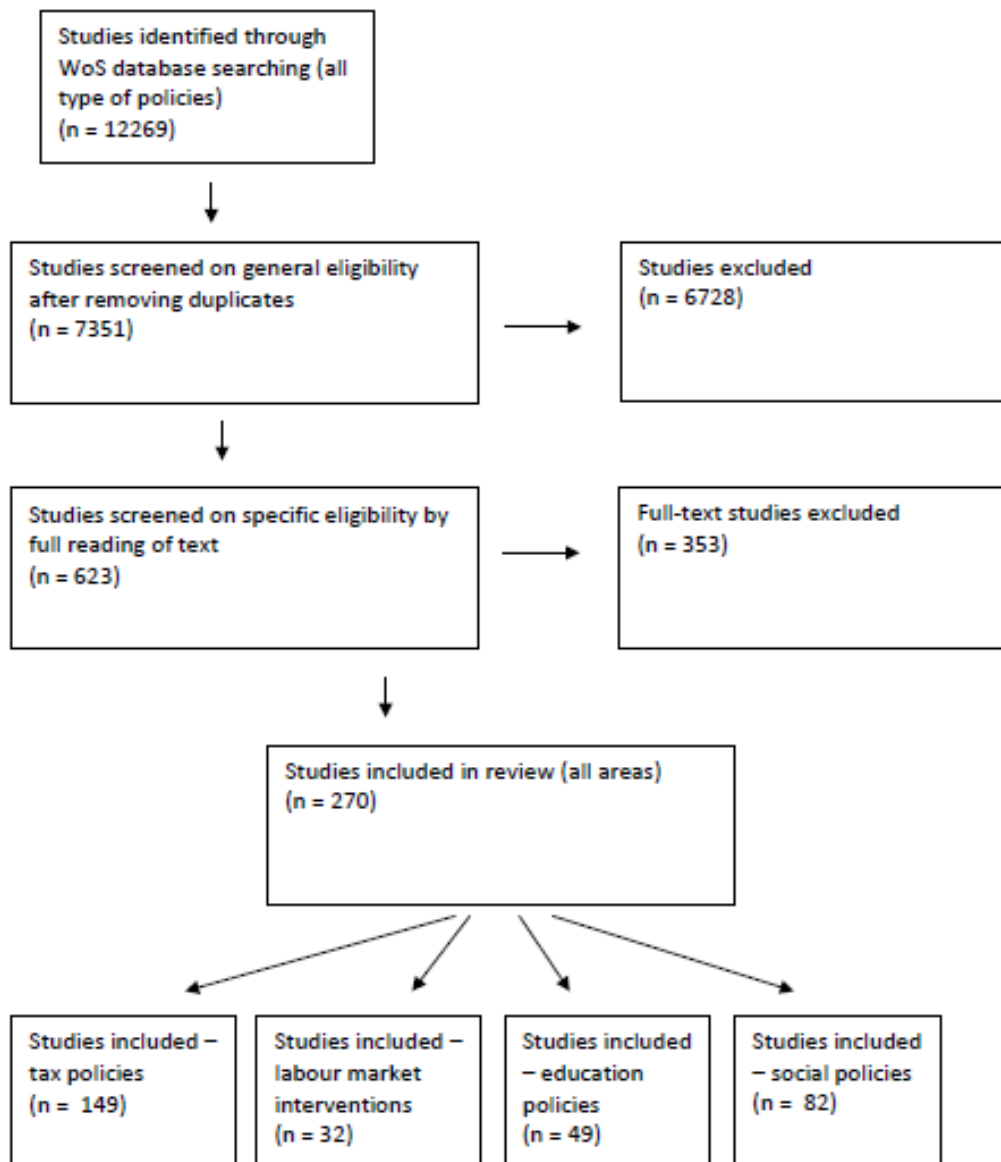 Studies identified through
WoS database searching (all
type of policies)
(n = 12269)
Studies screened on general eligibility
after removing duplicates
(n = 7351)
Studies excluded
(n = 6728)
Studies screened on specific eligibility by
full reading of text
(n = 623)
Full-text studies excluded
(n = 353)
Studies included in review (all areas)
(n = 270)
Studies included –
tax policies
(n = 149)
Studies included –
labour market
interventions
(n = 32)
Studies included
– education
policies
(n = 49)
Studies included
– social policies
(n = 82)